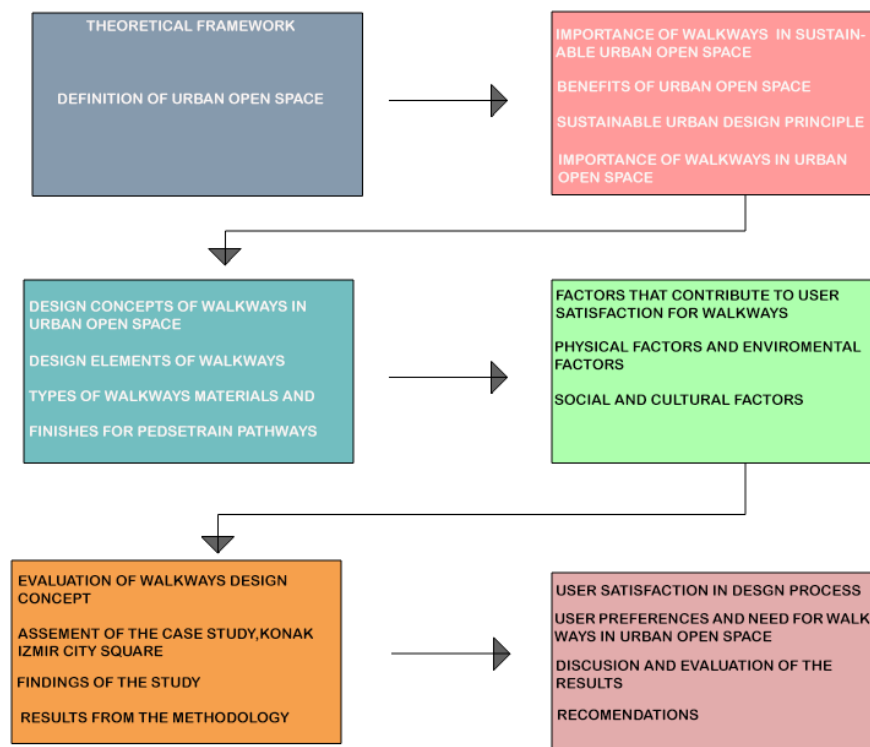 THEORETICAL FRAMEWORK
DEFINITION OF URBAN OPEN SPACE
IMPORTANCE OF WALKWAYS IN SUSTAIN-
ABLE URBAN OPEN SPACE
BENEFITS OF URBAN OPEN SPACE
SUSTAINABLE URBAN DESIGN PRINCIPLE
IMPORTANCE OF WALKWAYS IN URBAN
OPEN SPACE
DESIGN CONCEPTS OF WALKWAYS IN
URBAN OPEN SPACE
DESIGN ELEMENTS OF WALKWAYS
TYPES OF WALKWAYS MATERIALS AND
FINISHES FOR PEDSETRAIN PATHWAYS
FACTORS THAT CONTRIBUTE TO USER
SATISFACTION FOR WALKWAYS
PHYSICAL FACTORS AND ENVIROMENTAL
FACTORS
SOCIAL AND CULTURAL FACTORS
EVALUATION OF WALKWAYS DESIGN
CONCEPT
ASSEMENT OF THE CASE STUDY,KONAK
IZMIR CITY SQUARE
FINDINGS OF THE STUDY
RESULTS FROM THE METHODOLOGY
USER SATISFACTION IN DESGN PROCESS
USER PREFERENCES AND NEED FOR WALK
WAYS IN URBAN OPEN SPACE
DISCUSION AND EVALUATION OF THE
RESULTS
RECOMENDATIONS